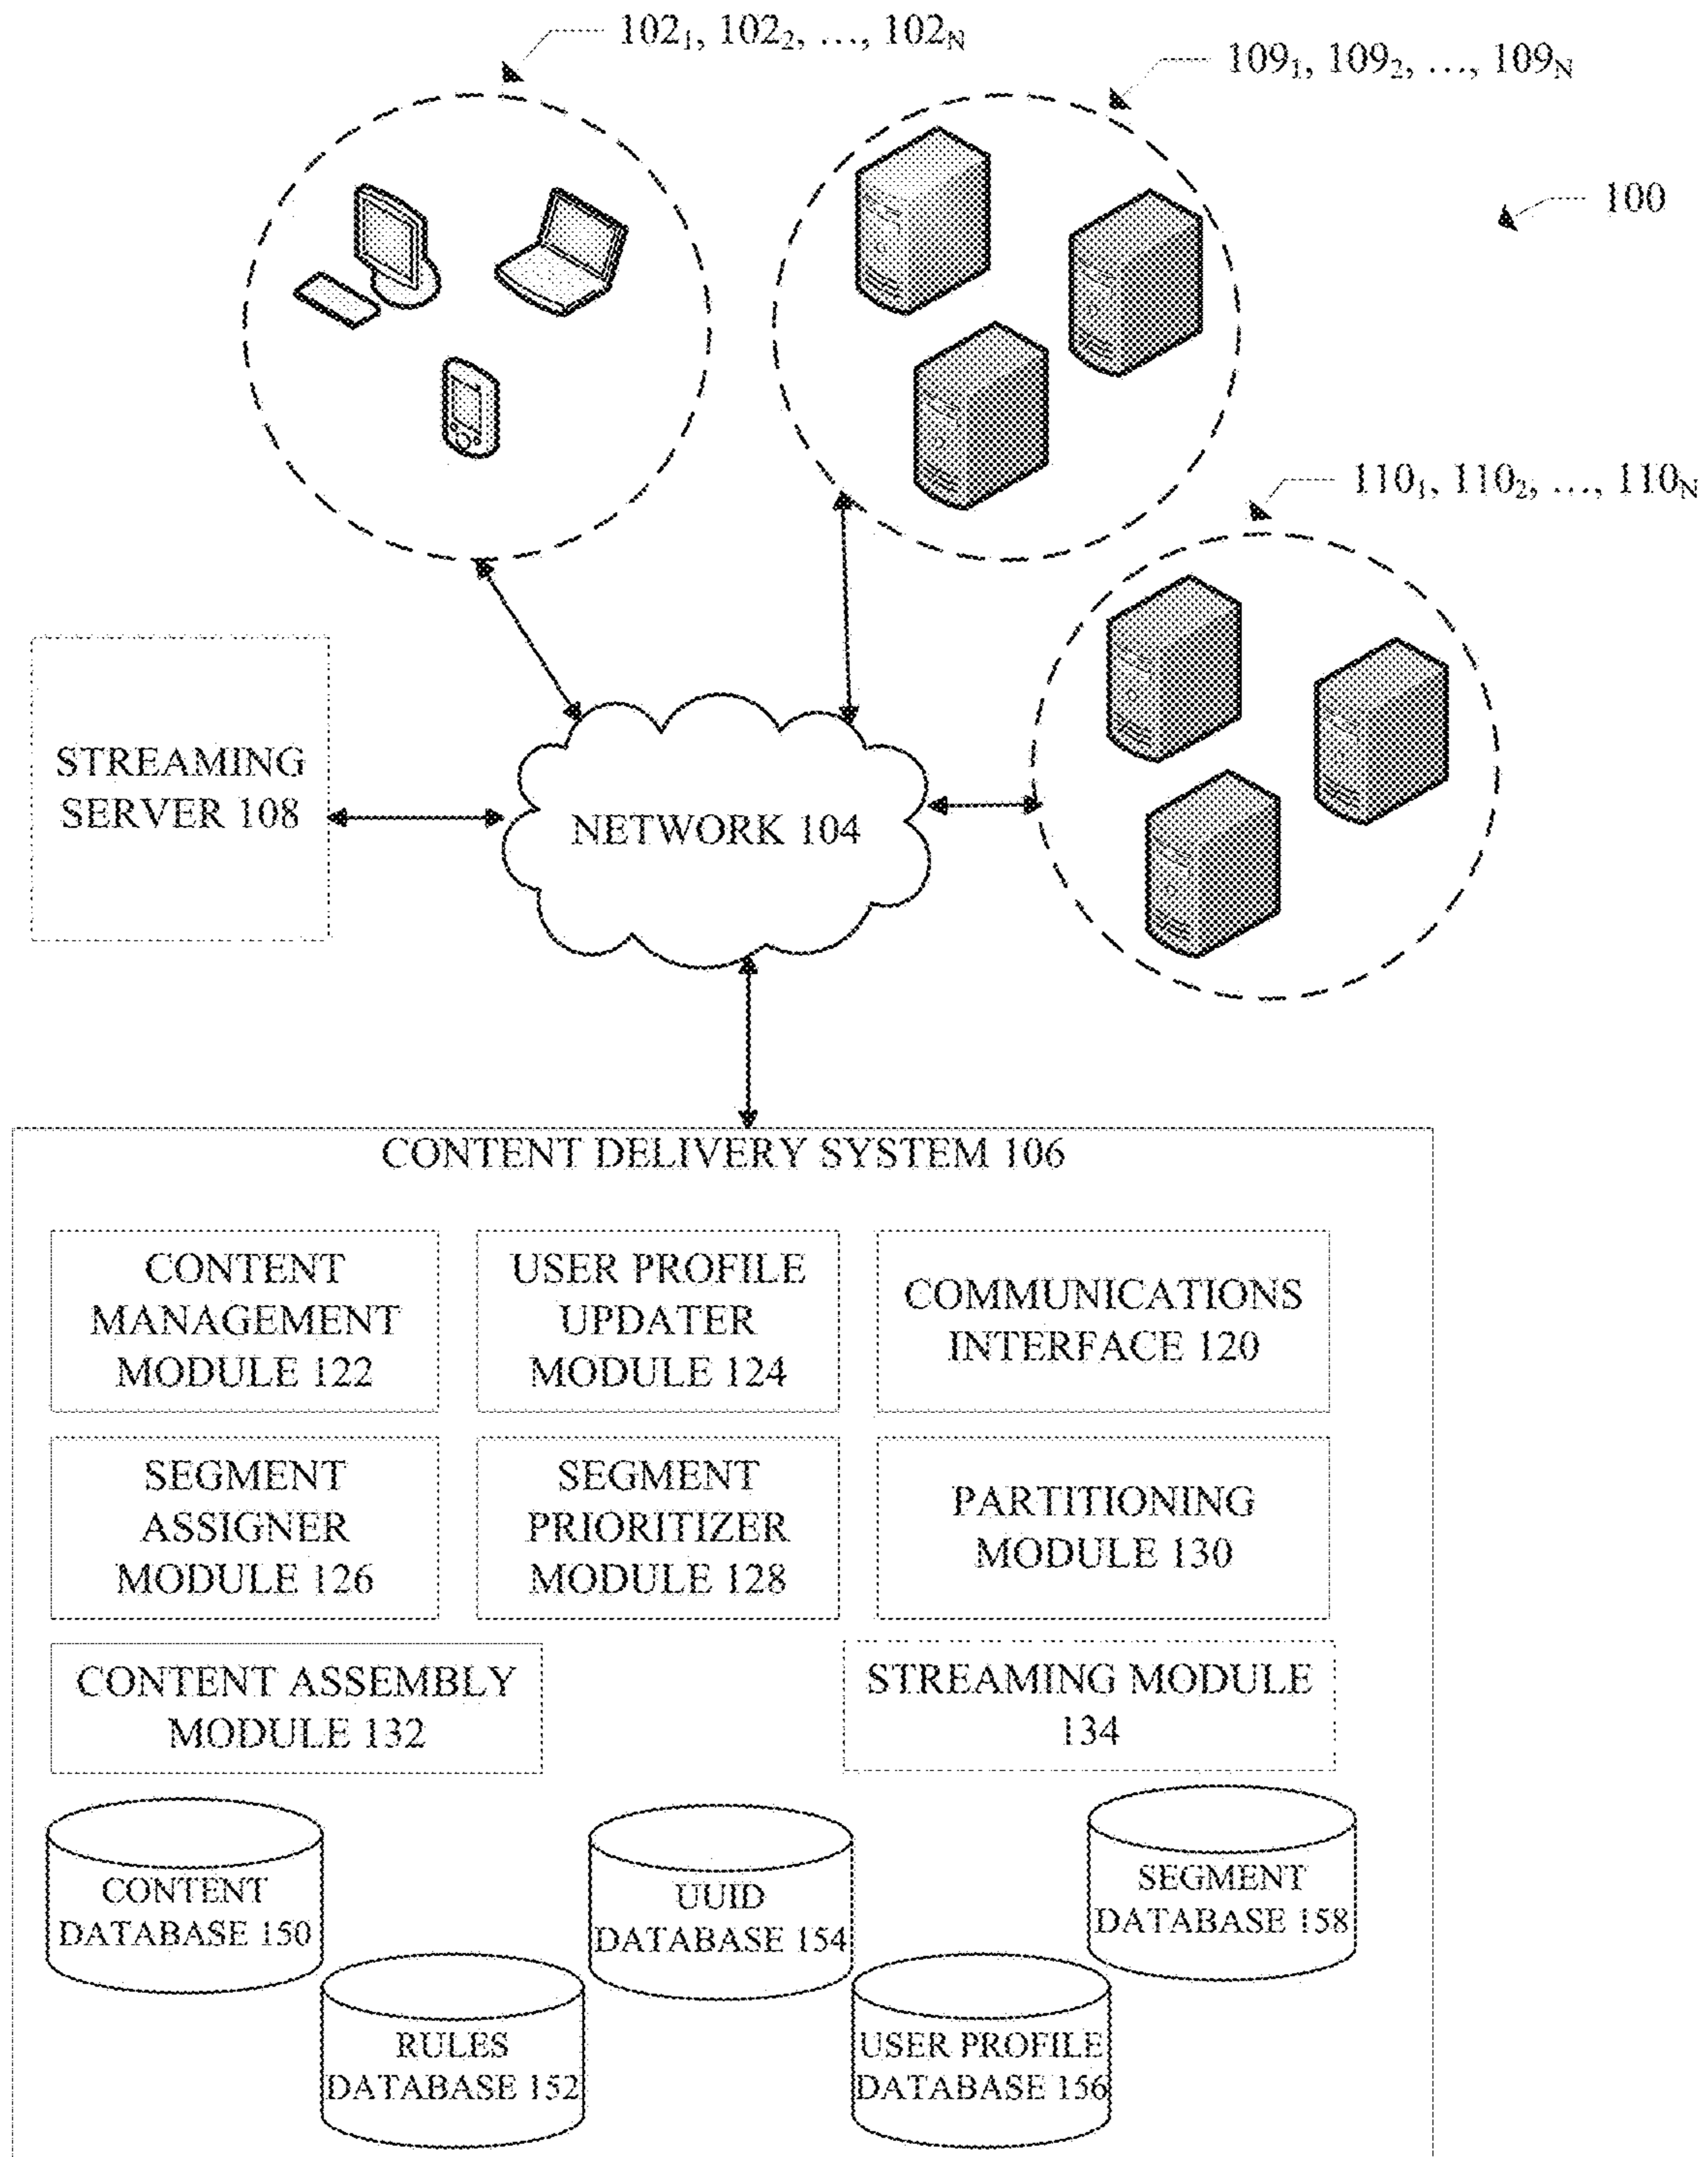 102₁, 102₂, ..., 102N
109₁, 109₂, ..., 109N
100
110₁, 110₂, ..., 110N
STREAMING
SERVER 108
NETWORK 104
CONTENT DELIVERY SYSTEM 106
CONTENT
MANAGEMENT
MODULE 122
USER PROFILE
UPDATER
MODULE 124
COMMUNICATIONS
INTERFACE 120
SEGMENT
ASSIGNER
MODULE 126
SEGMENT
PRIORITIZER
MODULE 128
PARTITIONING
MODULE 130
CONTENT ASSEMBLY
MODULE 132
STREAMING MODULE
134
CONTENT
DATABASE 150
UUID
DATABASE 154
SEGMENT
DATABASE 158
RULES
DATABASE 152
USER PROFILE
DATABASE 156